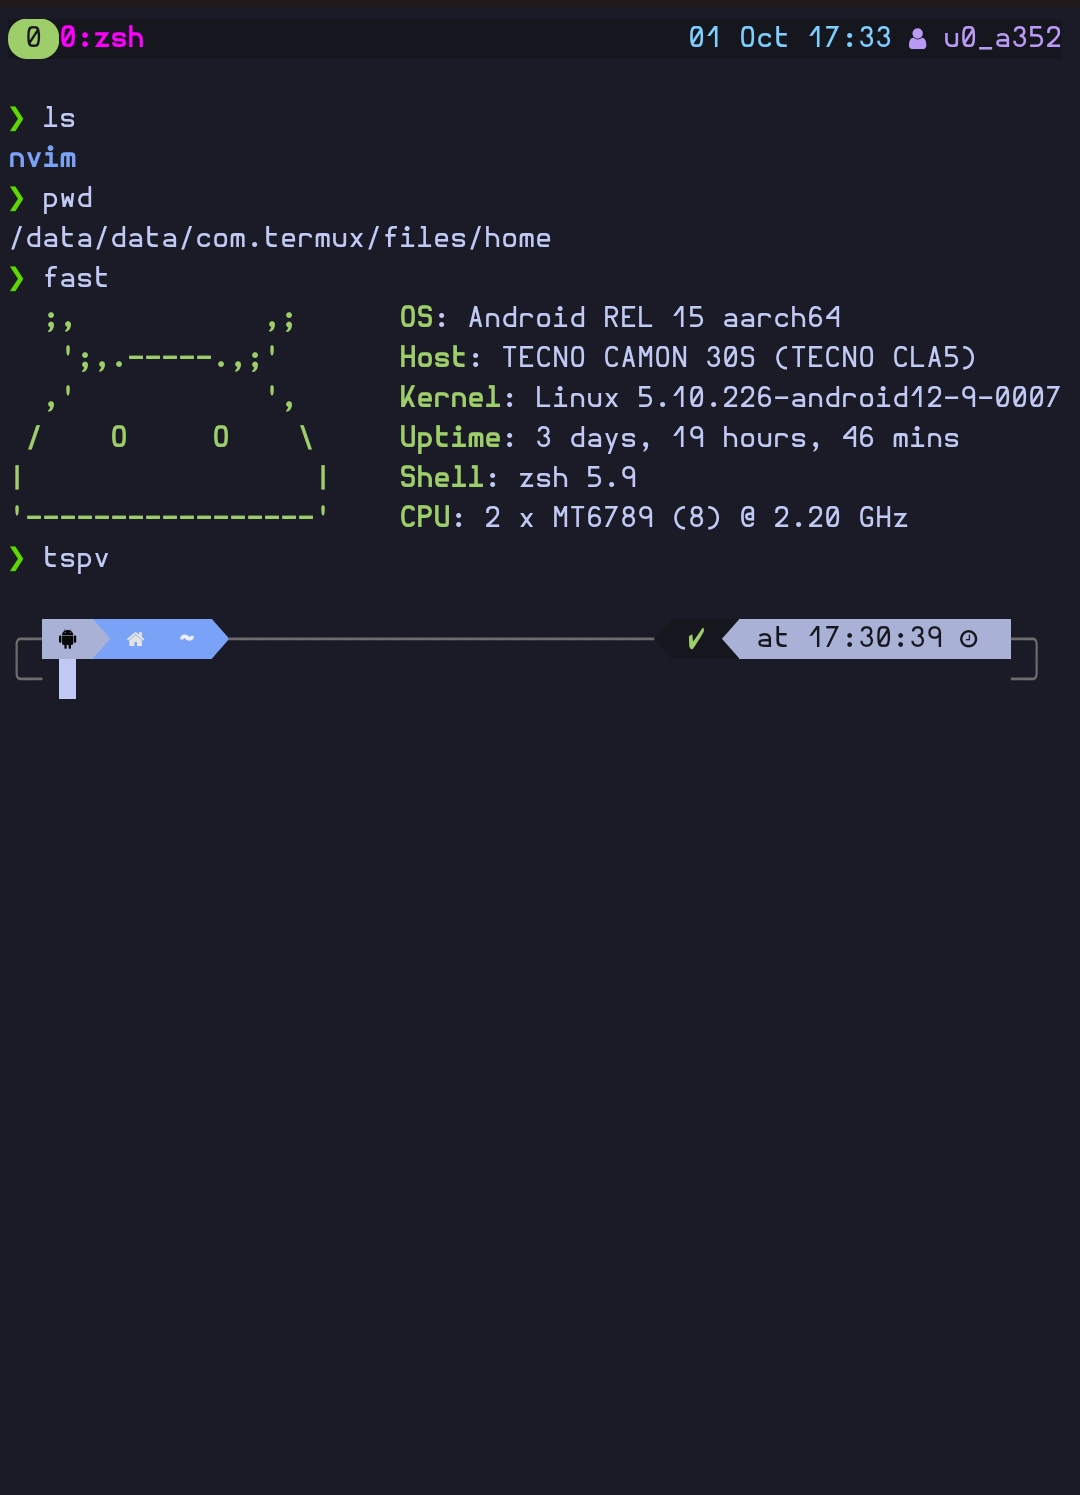 0 0:zsh 01 Oct 17:33 u0_a352
❯ ls
nvim
❯ pwd
/data/data/com.termux/files/home
❯ fast
  ;,           ,;      OS: Android REL 15 aarch64
   ';,.-----.,;'       Host: TECNO CAMON 30S (TECNO CLA5)
  ,'           ',      Kernel: Linux 5.10.226-android12-9-0007
 /    O     O    \     Uptime: 3 days, 19 hours, 46 mins
|                 |    Shell: zsh 5.9
'-----------------'    CPU: 2 x MT6789 (8) @ 2.20 GHz
❯ tspv
~ ✔ at 17:30:39